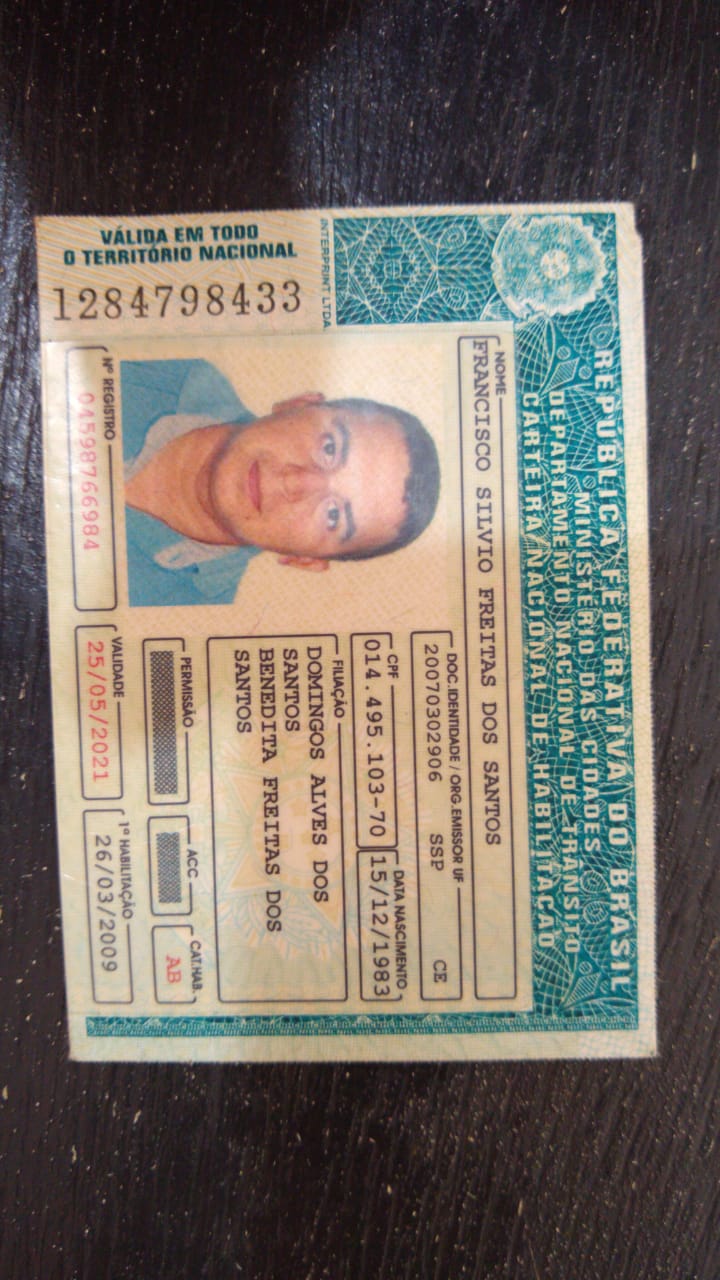 REPÚBLICA FEDERATIVA DO BRASIL
MINISTÉRIO DAS CIDADES
DEPARTAMENTO NACIONAL DE TRÂNSITO
CARTEIRA NACIONAL DE HABILITAÇÃO
NOME
FRANCISCO SILVIO FREITAS DOS SANTOS
DOC.IDENTIDADE / ORG.EMISSOR UF
20070302906 SSP CE
CPF
014.495.103-70
DATA NASCIMENTO
15/12/1983
FILIAÇÃO
DOMINGOS ALVES DOS
SANTOS
BENEDITA FREITAS DOS
SANTOS
PERMISSÃO
ACC
CAT.HAB.
AB
Nº REGISTRO
04598766984
VALIDADE
25/05/2021
1ª HABILITAÇÃO
26/03/2009
VÁLIDA EM TODO
O TERRITÓRIO NACIONAL
1284798433
INTERPRINT LTDA